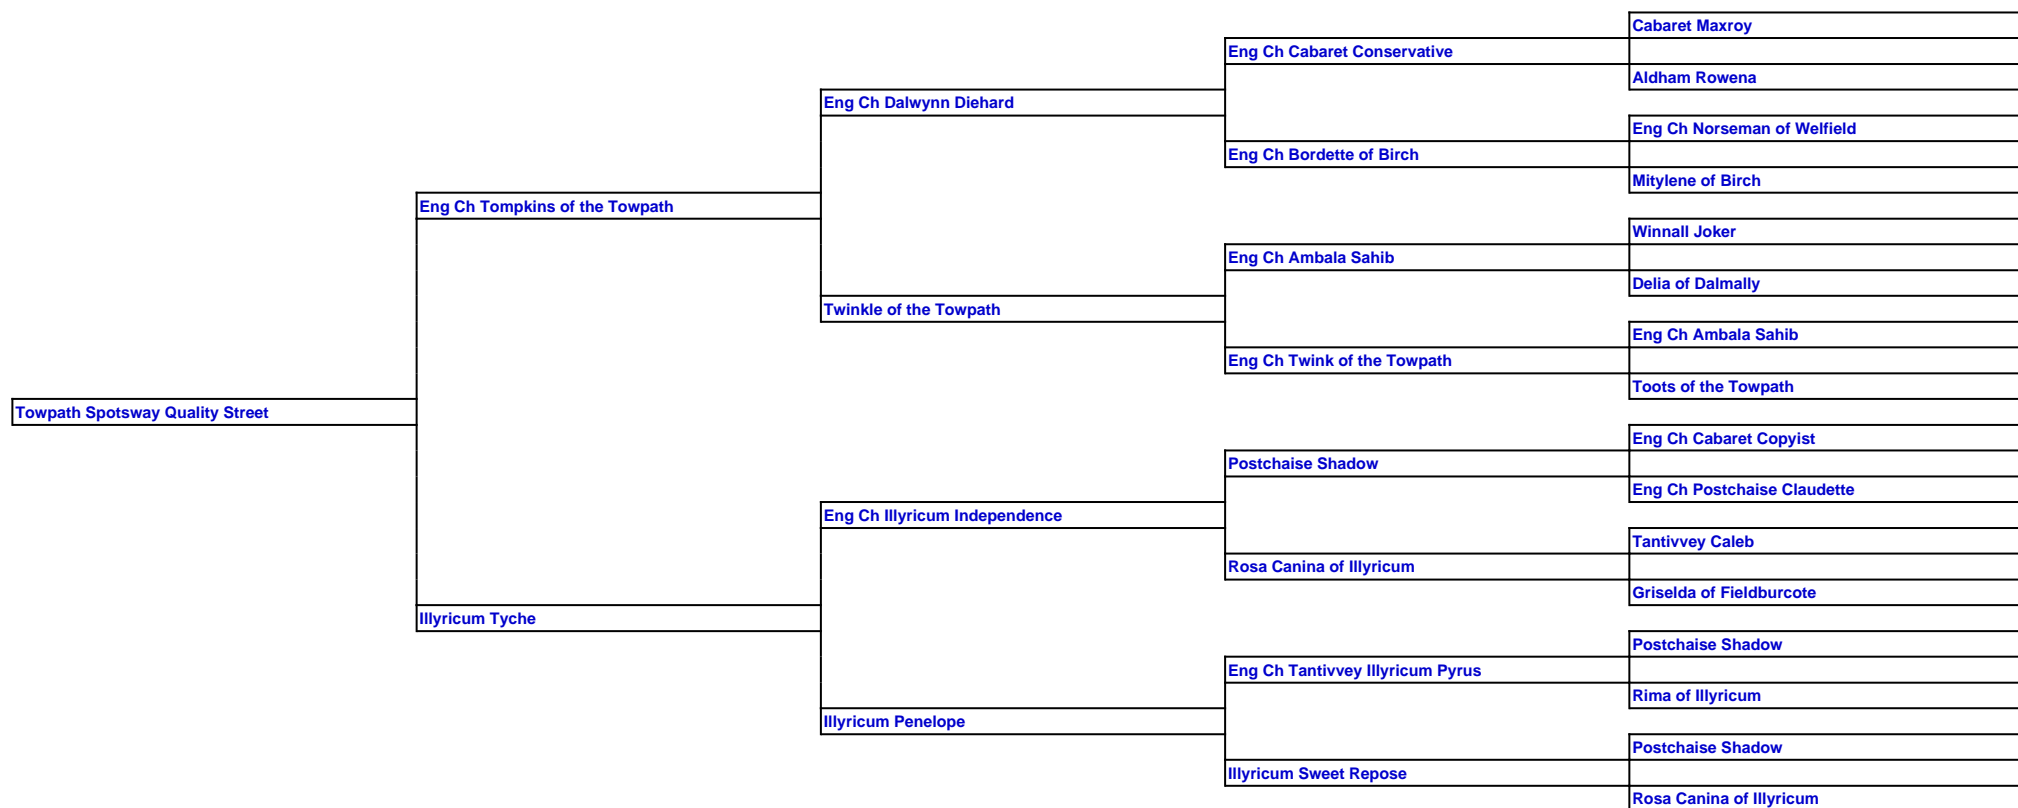 Cabaret Maxroy
Eng Ch Cabaret Conservative
Aldham Rowena
Eng Ch Dalwynn Diehard
Eng Ch Norseman of Welfield
Eng Ch Bordette of Birch
Mitylene of Birch
Eng Ch Tompkins of the Towpath
Winnall Joker
Eng Ch Ambala Sahib
Delia of Dalmally
Twinkle of the Towpath
Eng Ch Ambala Sahib
Eng Ch Twink of the Towpath
Toots of the Towpath
Towpath Spotsway Quality Street
Eng Ch Cabaret Copyist
Postchaise Shadow
Eng Ch Postchaise Claudette
Eng Ch Illyricum Independence
Tantivvey Caleb
Rosa Canina of Illyricum
Griselda of Fieldburcote
Illyricum Tyche
Postchaise Shadow
Eng Ch Tantivvey Illyricum Pyrus
Rima of Illyricum
Illyricum Penelope
Postchaise Shadow
Illyricum Sweet Repose
Rosa Canina of Illyricum